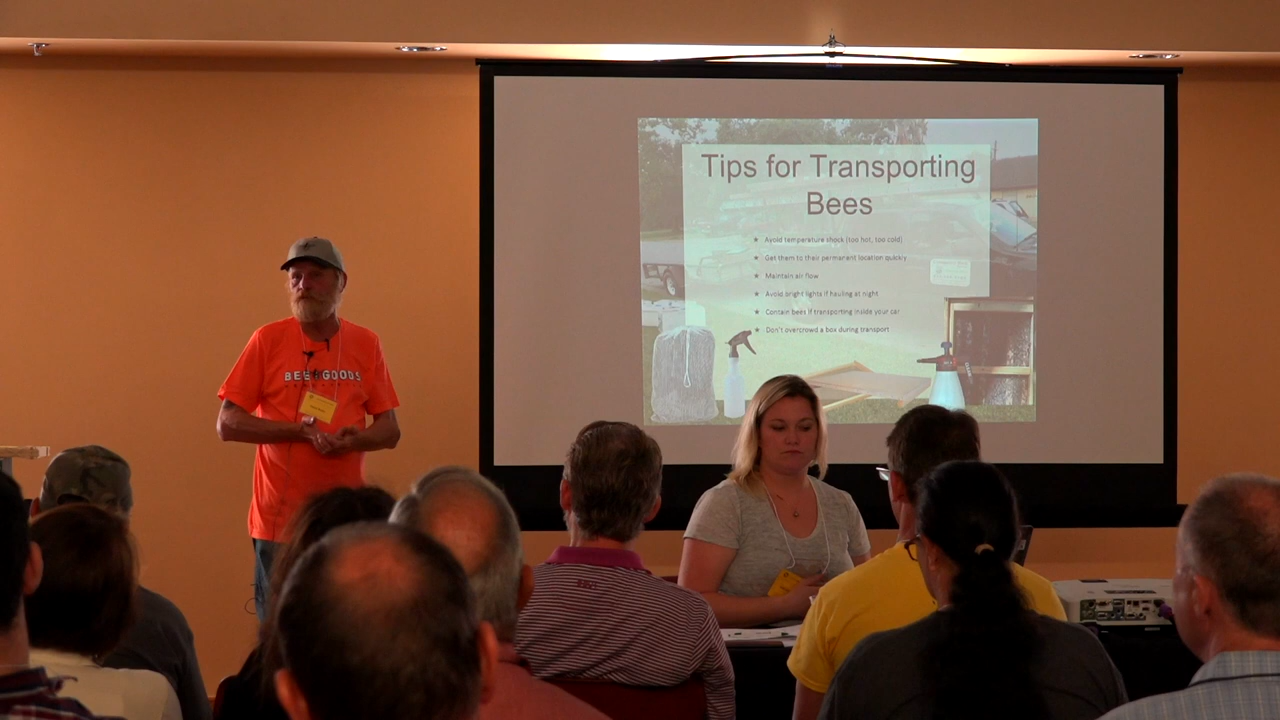 Tips for Transporting
Bees
★ Avoid temperature shock (too hot, too cold)
★ Get them to their permanent location quickly
★ Maintain air flow
★ Avoid bright lights if hauling at night
★ Contain bees if transporting inside your car
★ Don't overcrowd a box during transport
BEE GOODS